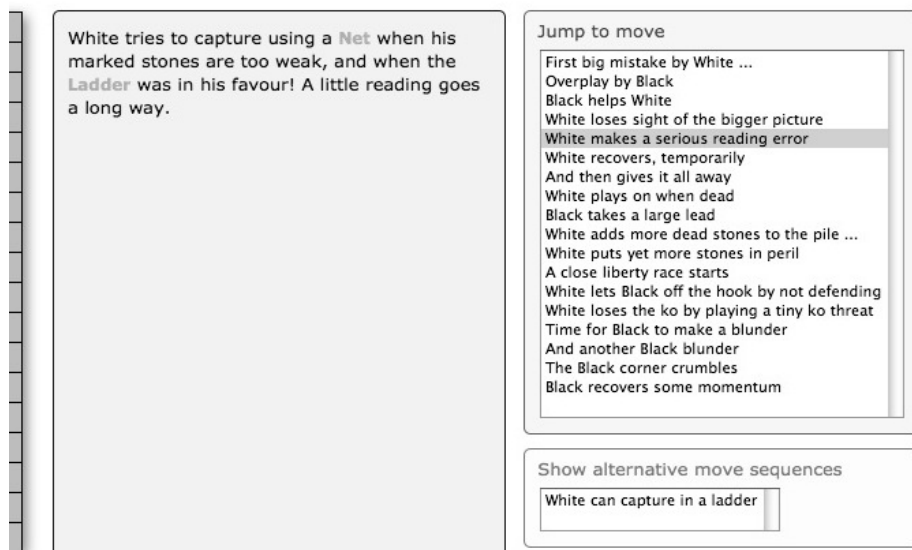 White tries to capture using a Net when his
marked stones are too weak, and when the
Ladder was in his favour! A little reading goes
a long way.
Jump to move
First big mistake by White ...
Overplay by Black
Black helps White
White loses sight of the bigger picture
White makes a serious reading error
White recovers, temporarily
And then gives it all away
White plays on when dead
Black takes a large lead
White adds more dead stones to the pile ...
White puts yet more stones in peril
A close liberty race starts
White lets Black off the hook by not defending
White loses the ko by playing a tiny ko threat
Time for Black to make a blunder
And another Black blunder
The Black corner crumbles
Black recovers some momentum
Show alternative move sequences
White can capture in a ladder